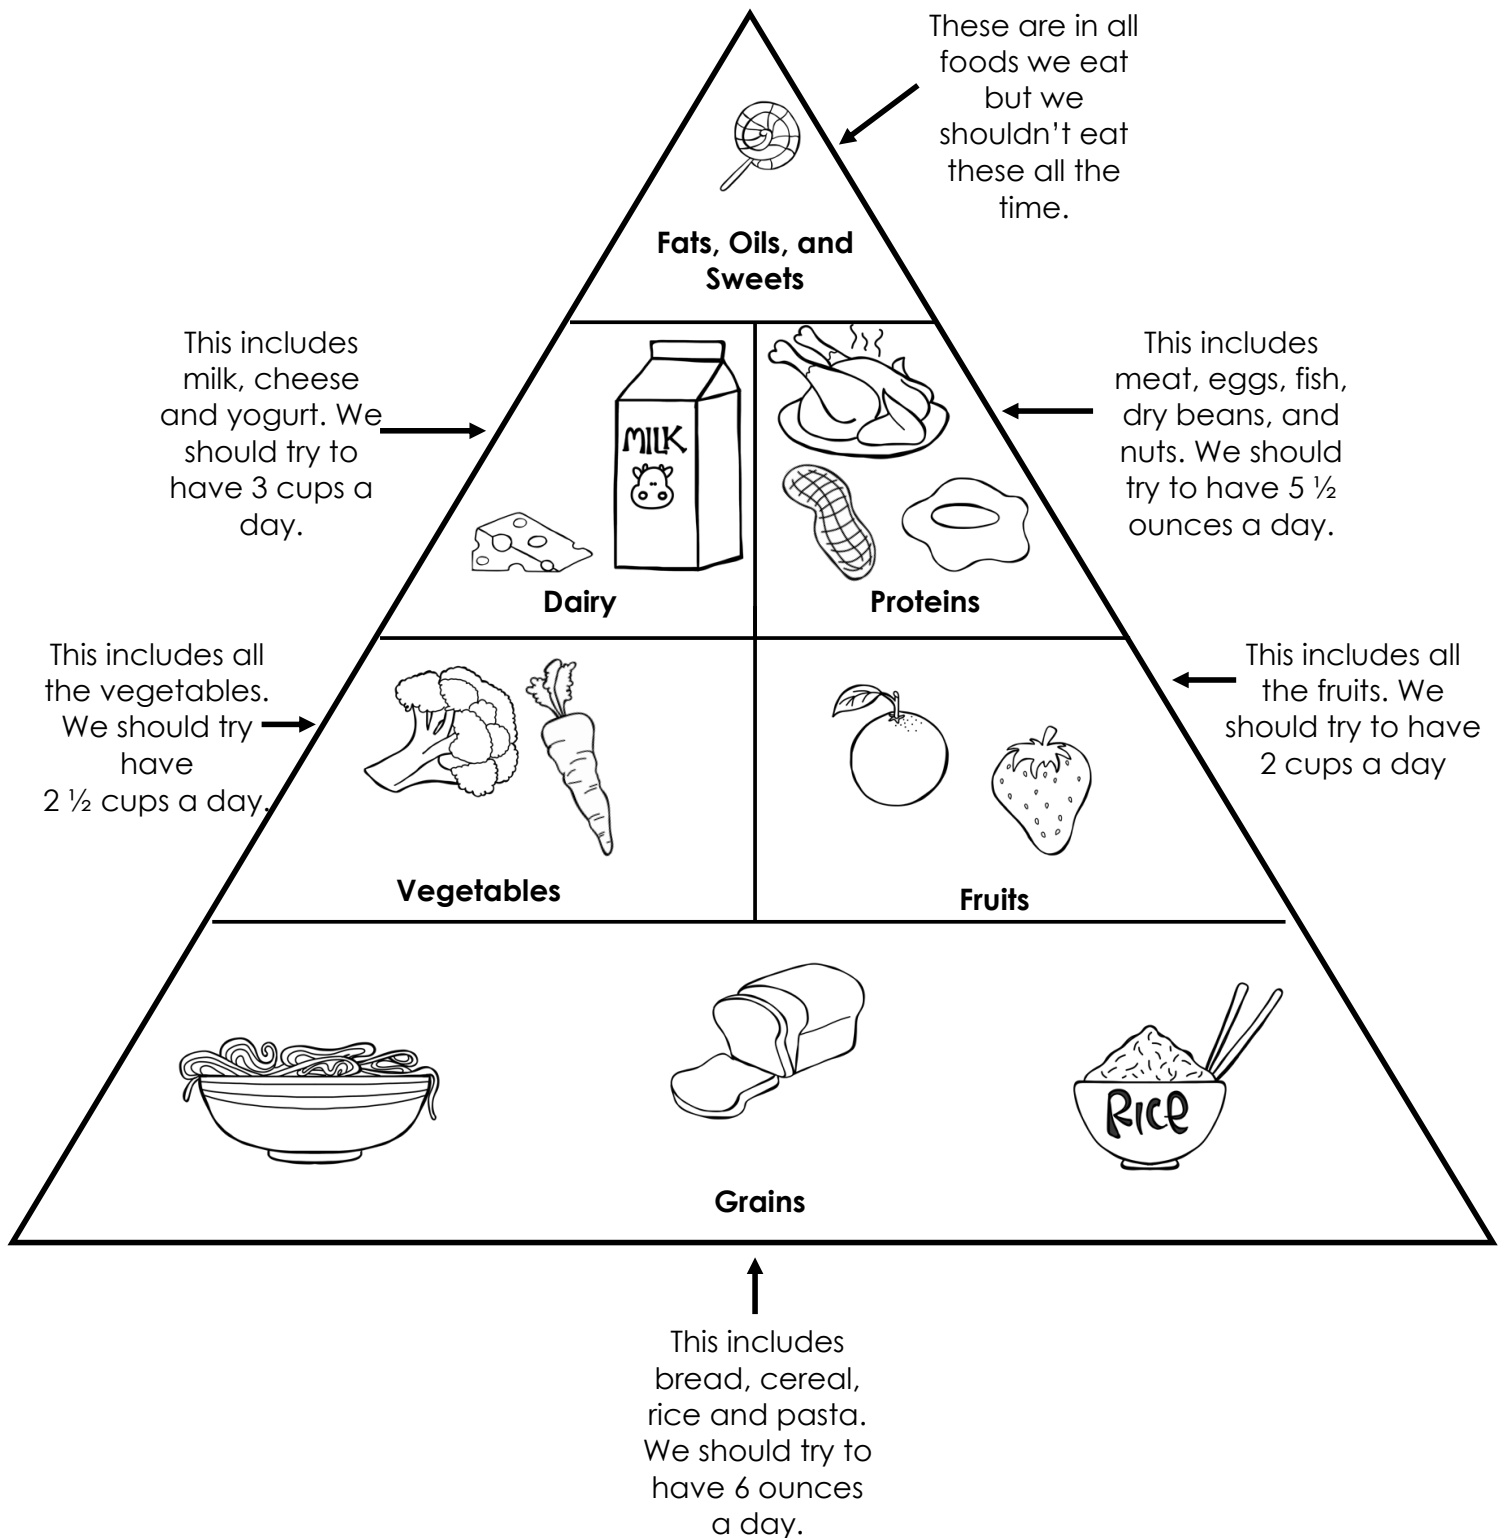 These are in all
foods we eat
but we
shouldn't eat
these all the
time.
Fats, Oils, and
Sweets
This includes
milk, cheese
and yogurt. We
should try to
have 3 cups a
day.
MILK
Dairy
Proteins
This includes
meat, eggs, fish,
dry beans, and
nuts. We should
try to have 5 ½
ounces a day.
This includes all
the vegetables.
We should try
have
2 ½ cups a day.
Vegetables
Fruits
This includes all
the fruits. We
should try to have
2 cups a day
RicE
Grains
This includes
bread, cereal,
rice and pasta.
We should try to
have 6 ounces
a day.